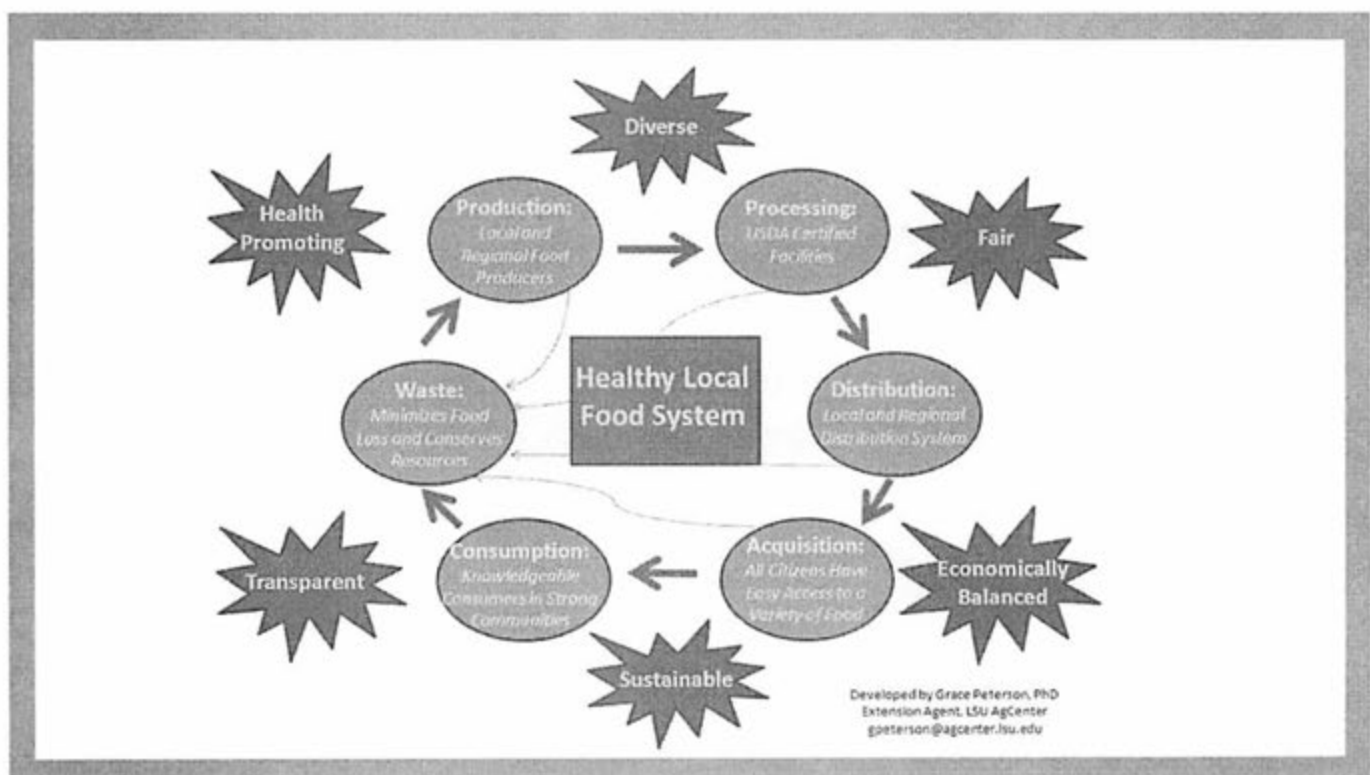 Diverse
Health
Promoting
Production:
Local and
Regional Food
Producers
Processing:
USDA Certified
Facilities
Fair
Healthy Local
Food System
Waste:
Minimizes Food
Loss and Conserves
Resources
Distribution:
Local and Regional
Distribution System
Transparent
Consumption:
Knowledgeable
Consumers in Strong
Communities
Acquisition:
All Citizens Have
Easy Access to a
Variety of Food
Economically
Balanced
Sustainable
Developed by Grace Peterson, PhD
Extension Agent, LSU AgCenter
gpeterson@agcenter.lsu.edu